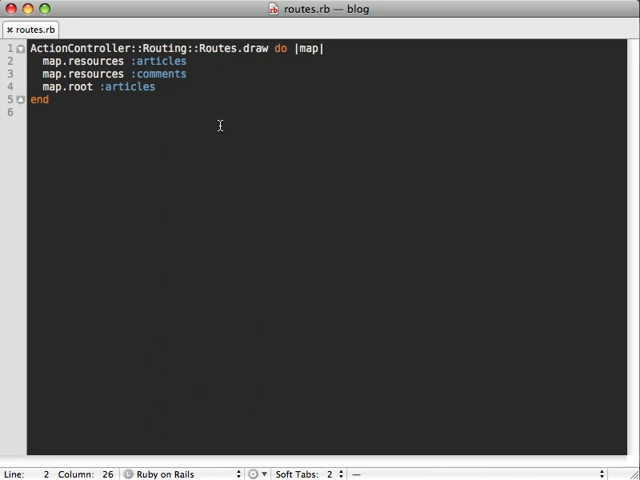 routes.rb — blog
routes.rb
1 ActionController::Routing::Routes.draw do |map|
2 map.resources :articles
3 map.resources :comments
4 map.root :articles
5 end
6
Line: 2 Column: 26 Ruby on Rails Soft Tabs: 2 —